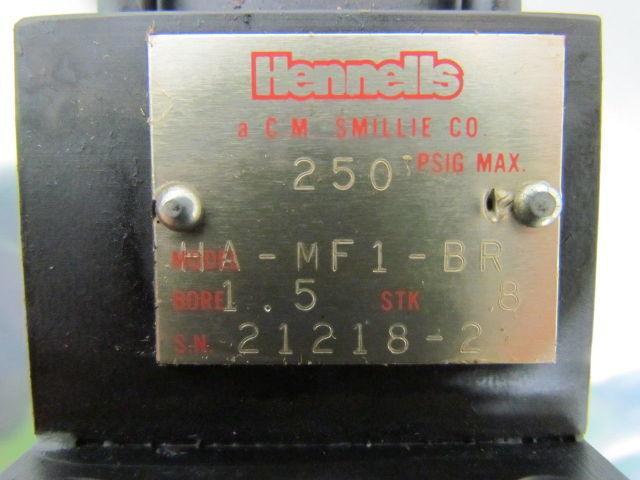 Hennells
a C.M. SMILLIE CO.
250 PSIG MAX.
MODEL HA-MF1-BR
BORE 1.5 STK .8
S.N. 21218-2